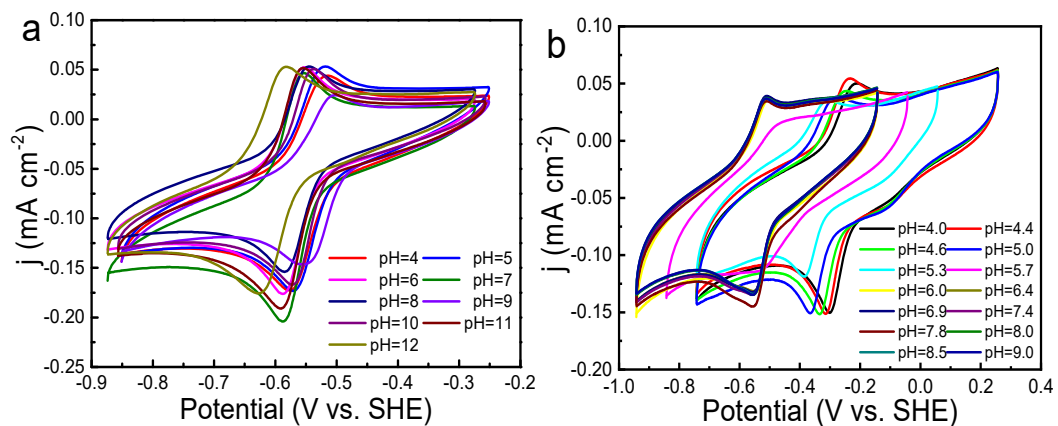 a
j (mA cm⁻²)
0.10
0.05
0.00
-0.05
-0.10
-0.15
-0.20
-0.25
pH=4 pH=5
pH=6 pH=7
pH=8 pH=9
pH=10 pH=11
pH=12
-0.9 -0.8 -0.7 -0.6 -0.5 -0.4 -0.3 -0.2
Potential (V vs. SHE)
b
j (mA cm⁻²)
0.10
0.05
0.00
-0.05
-0.10
-0.15
-0.20
pH=4.0 pH=4.4
pH=4.6 pH=5.0
pH=5.3 pH=5.7
pH=6.0 pH=6.4
pH=6.9 pH=7.4
pH=7.8 pH=8.0
pH=8.5 pH=9.0
-1.0 -0.8 -0.6 -0.4 -0.2 0.0 0.2 0.4
Potential (V vs. SHE)